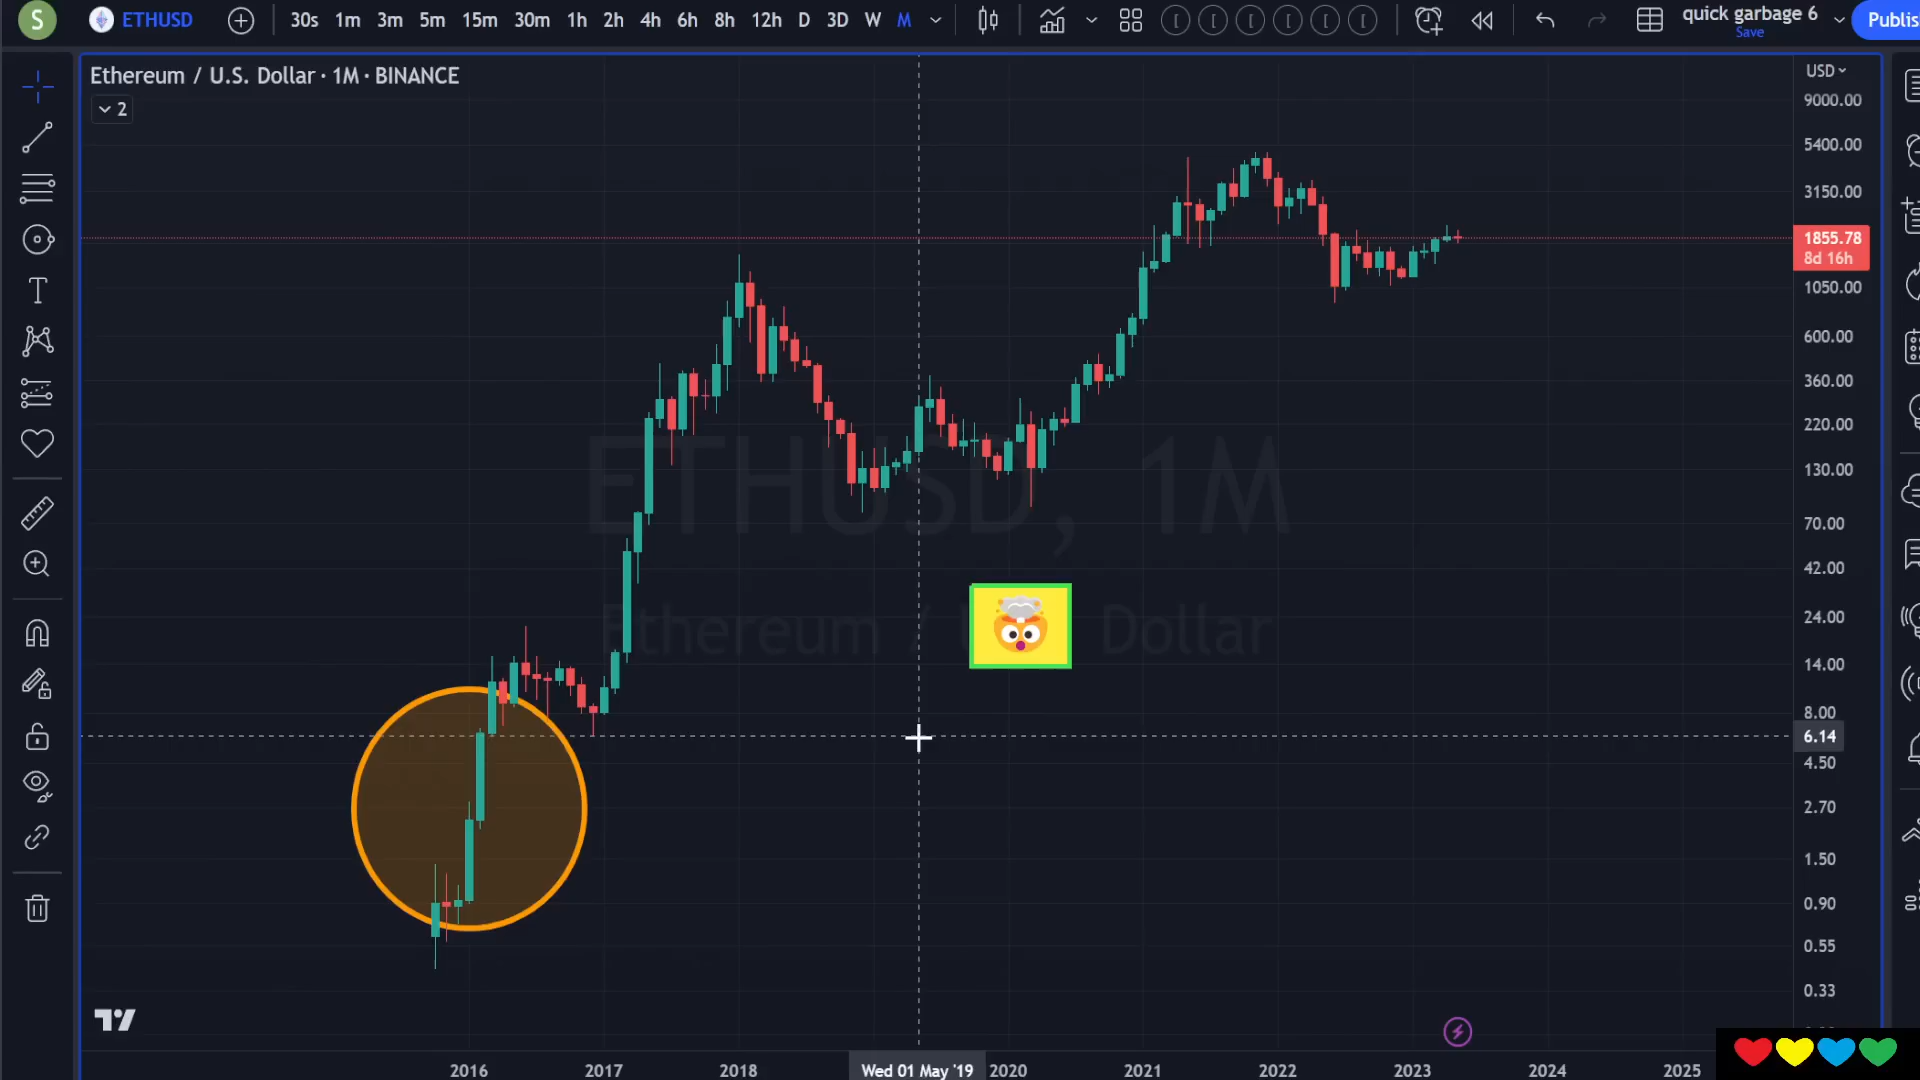 S ETHUSD 30s 1m 3m 5m 15m 30m 1h 2h 4h 6h 8h 12h D 3D W M quick garbage 6 Publis
Save
Ethereum / U.S. Dollar · 1M · BINANCE
2
USD
9000.00
5400.00
3150.00
1855.78
8d 16h
1050.00
600.00
360.00
220.00
130.00
70.00
42.00
24.00
14.00
8.00
6.14
4.50
2.70
1.50
0.90
0.55
0.33
ETHUSD, 1M
Ethereum / U Dollar
2016 2017 2018 Wed 01 May '19 2020 2021 2022 2023 2024 2025